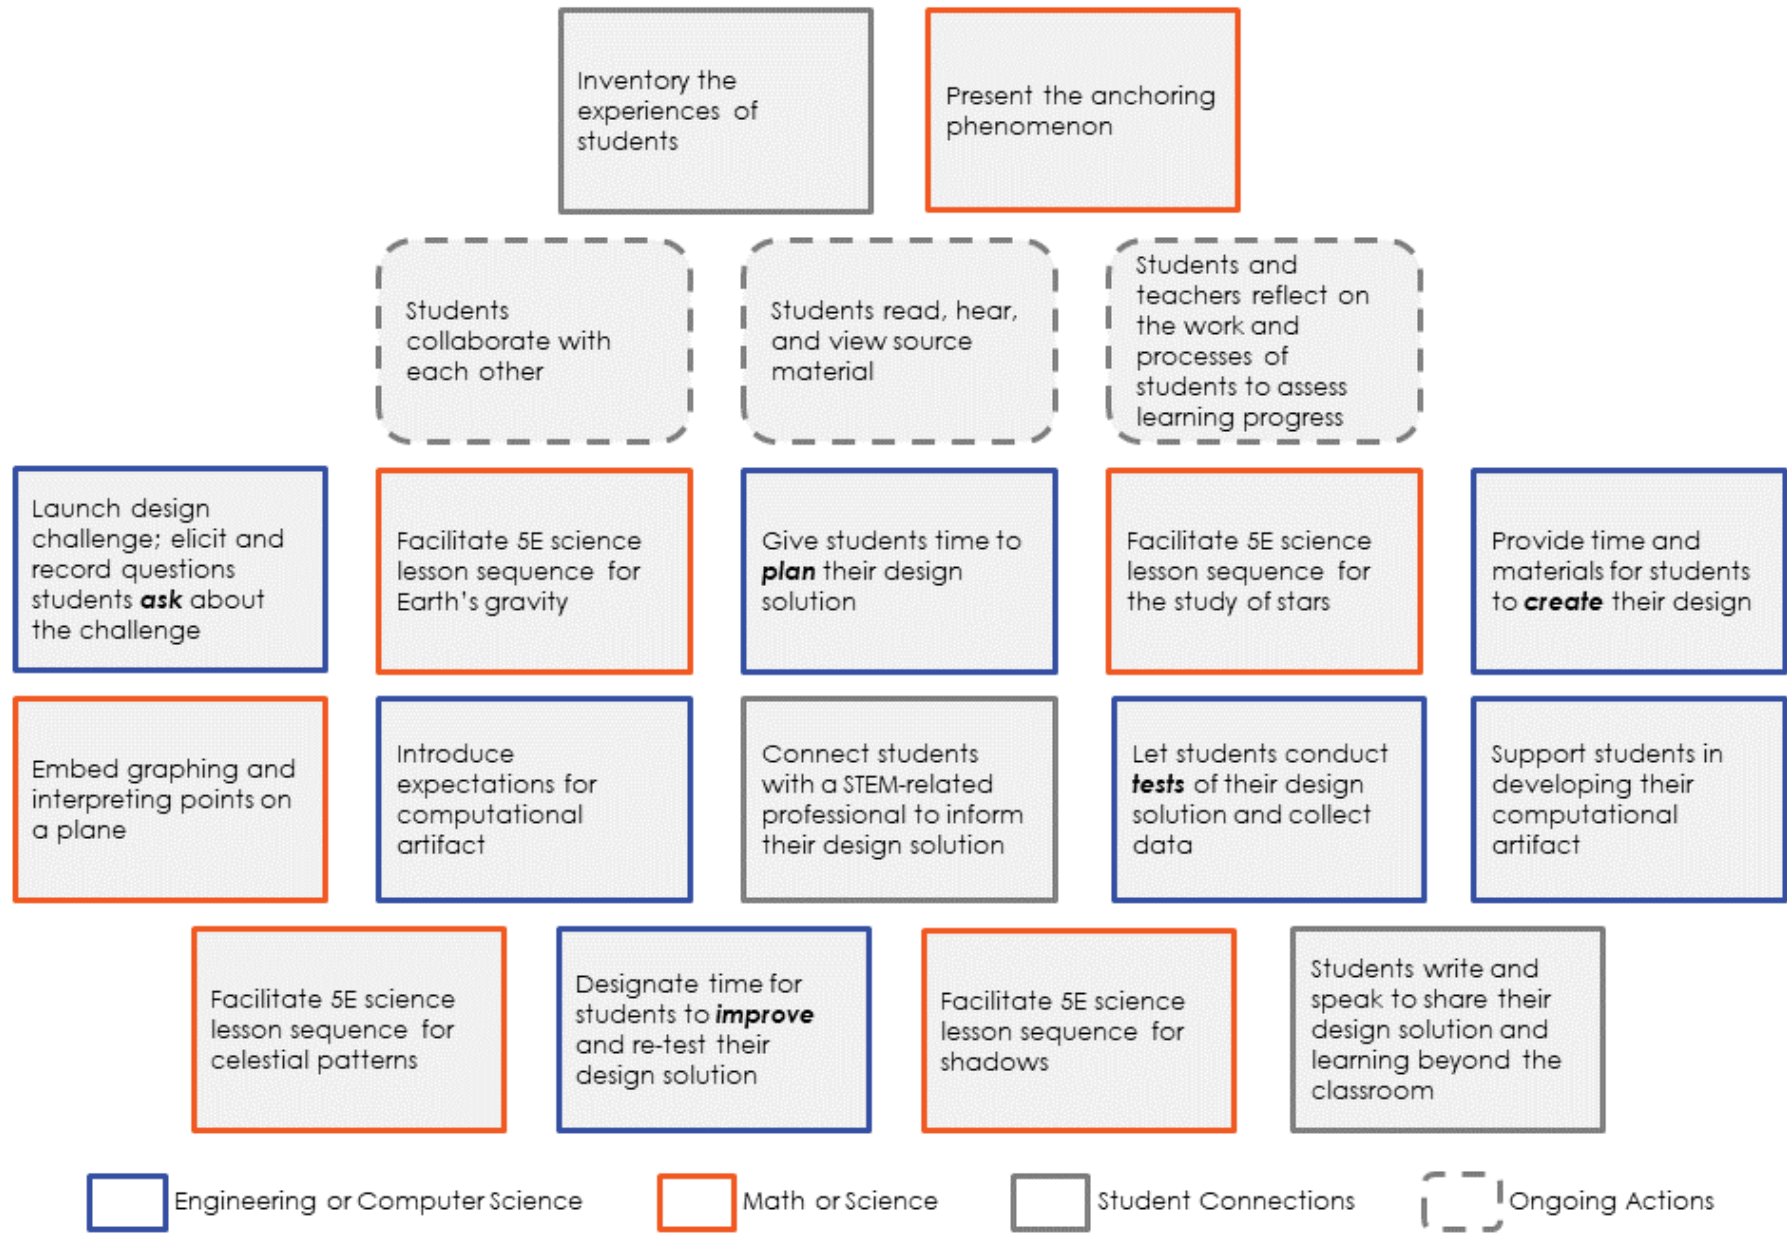 Inventory the
experiences of
students
Present the anchoring
phenomenon
Students
collaborate with
each other
Students read, hear,
and view source
material
Students and
teachers reflect on
the work and
processes of
students to assess
learning progress
Launch design
challenge; elicit and
record questions
students ask about
the challenge
Facilitate 5E science
lesson sequence for
Earth's gravity
Give students time to
plan their design
solution
Facilitate 5E science
lesson sequence for
the study of stars
Provide time and
materials for students
to create their design
Embed graphing and
interpreting points on
a plane
Introduce
expectations for
computational
artifact
Connect students
with a STEM-related
professional to inform
their design solution
Let students conduct
tests of their design
solution and collect
data
Support students in
developing their
computational
artifact
Facilitate 5E science
lesson sequence for
celestial patterns
Designate time for
students to improve
and re-test their
design solution
Facilitate 5E science
lesson sequence for
shadows
Students write and
speak to share their
design solution and
learning beyond the
classroom
Engineering or Computer Science
Math or Science
Student Connections
Ongoing Actions